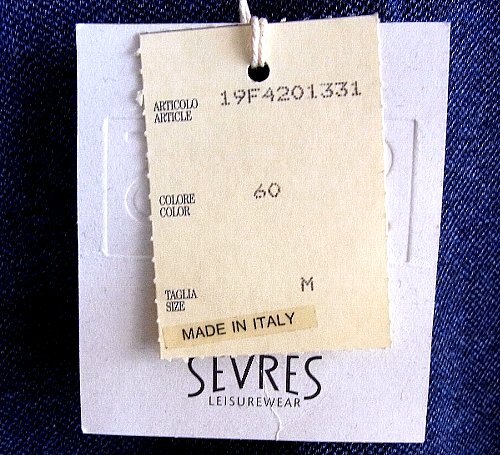 ARTICOLO 19F4201331
ARTICLE
COLORE 60
COLOR
TAGLIA M
SIZE
MADE IN ITALY
SEVRES
LEISUREWEAR